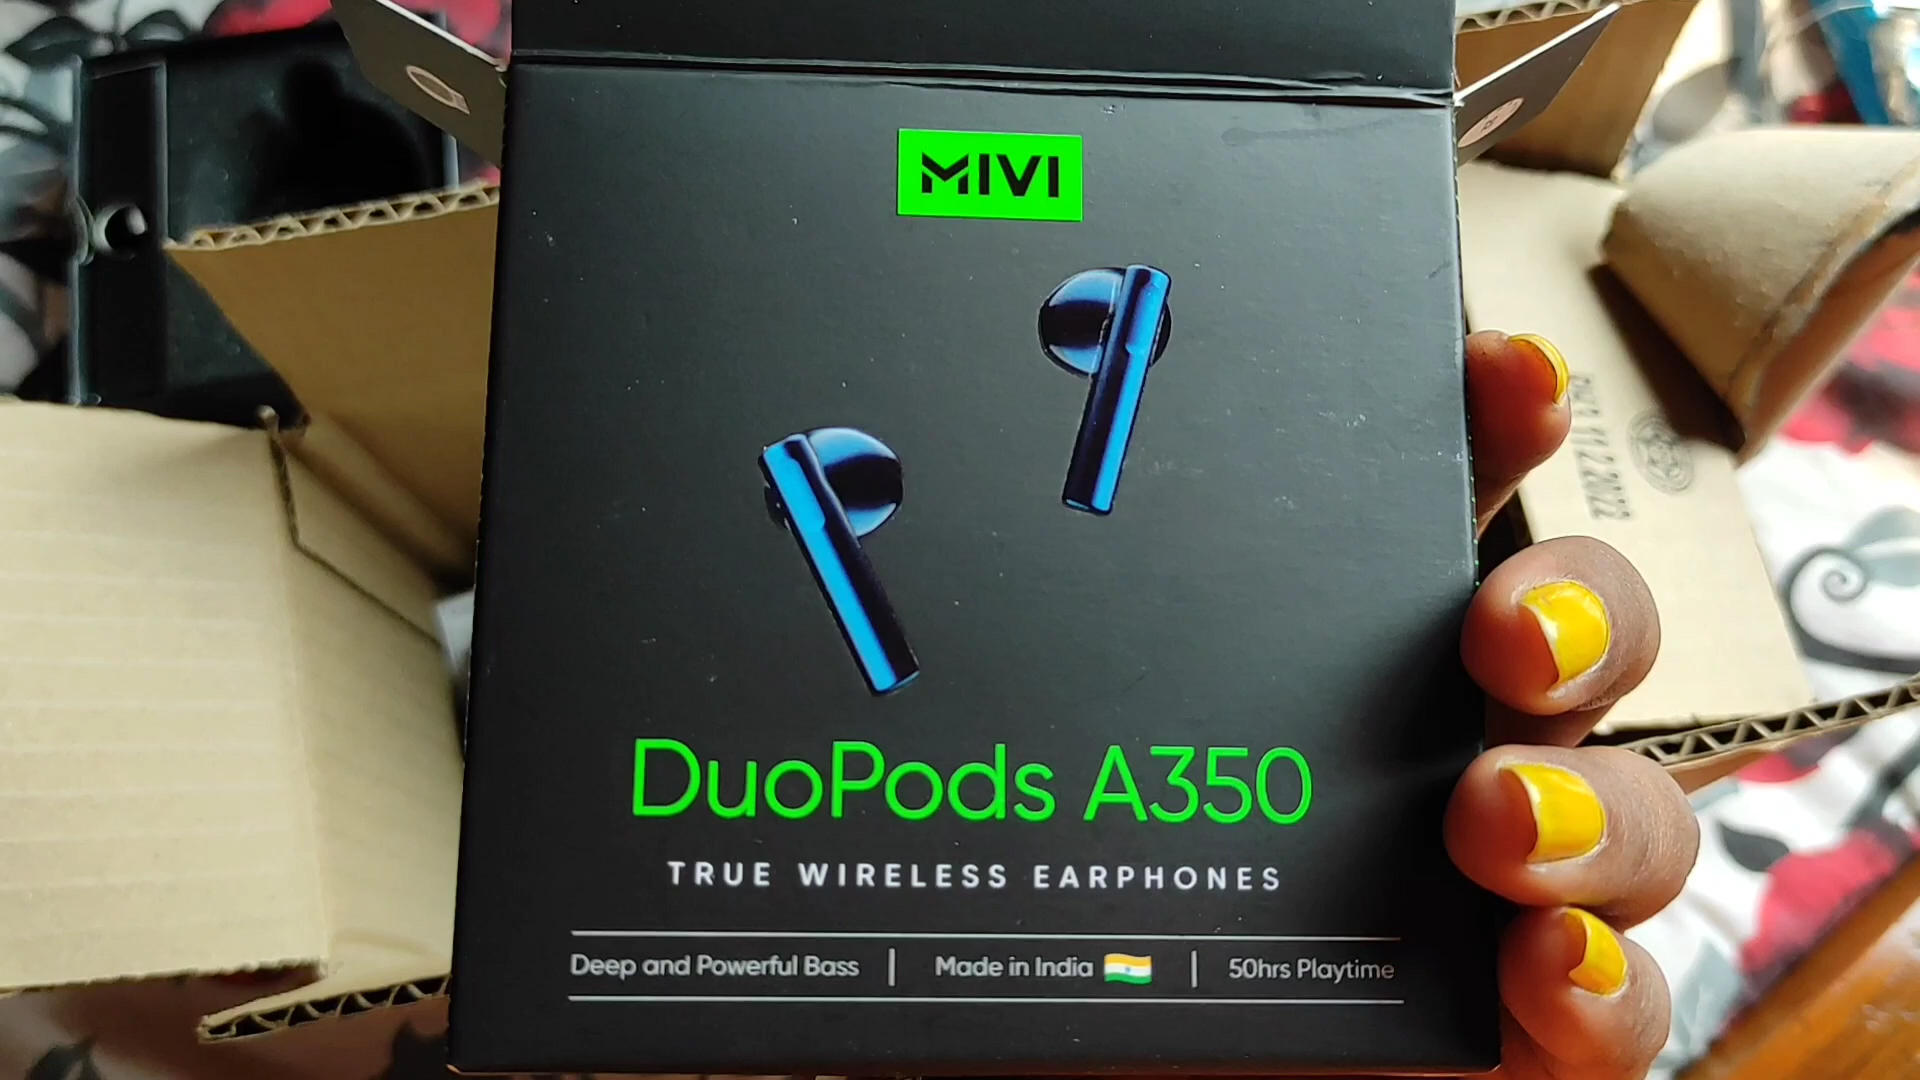 MIVI
DuoPods A350
TRUE WIRELESS EARPHONES
Deep and Powerful Bass | Made in India | 50hrs Playtime